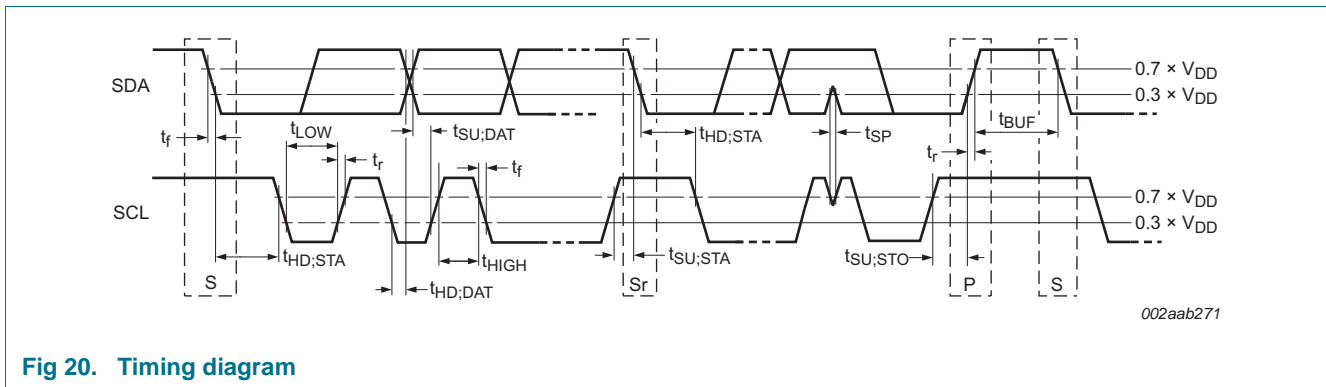 0.7 × VDD
SDA
0.3 × VDD
tLOW
tSU;DAT
tHD;STA
tSP
tBUF
tf
tr
tf
tr
SCL
0.7 × VDD
0.3 × VDD
tHD;STA
tHIGH
tSU;STA
tSU;STO
S
tHD;DAT
Sr
P
S
002aab271
Fig 20. Timing diagram